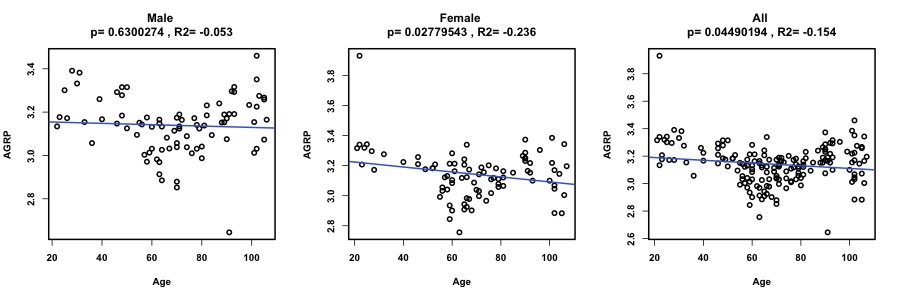 Male
p= 0.6300274 , R2= -0.053
AGRP
3.4
3.2
3.0
2.8
20 40 60 80 100
Age
Female
p= 0.02779543 , R2= -0.236
AGRP
3.8
3.6
3.4
3.2
3.0
2.8
20 40 60 80 100
Age
All
p= 0.04490194 , R2= -0.154
AGRP
3.8
3.6
3.4
3.2
3.0
2.8
2.6
20 40 60 80 100
Age